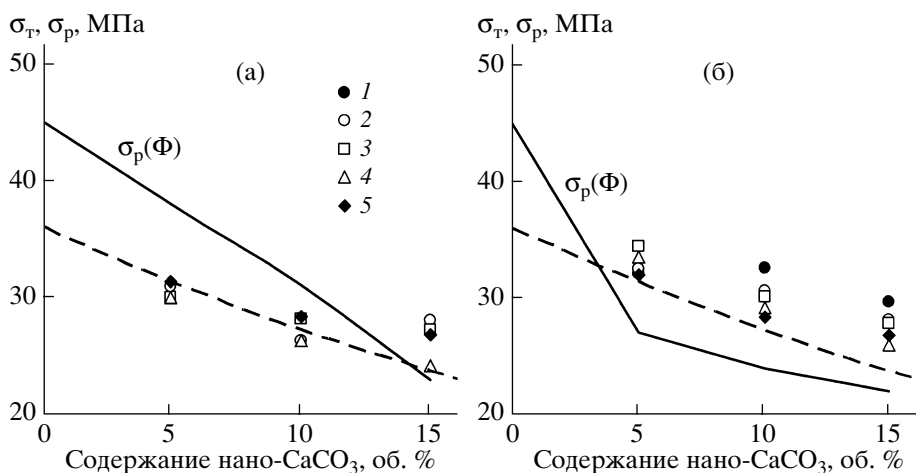 σт, σр, МПа
50
40
30
20
0
5
10
15
(а)
σр(Ф)
1
2
3
4
5
Содержание нано-CaCO₃, об. %
σт, σр, МПа
50
40
30
20
0
5
10
15
(б)
σр(Ф)
Содержание нано-CaCO₃, об. %